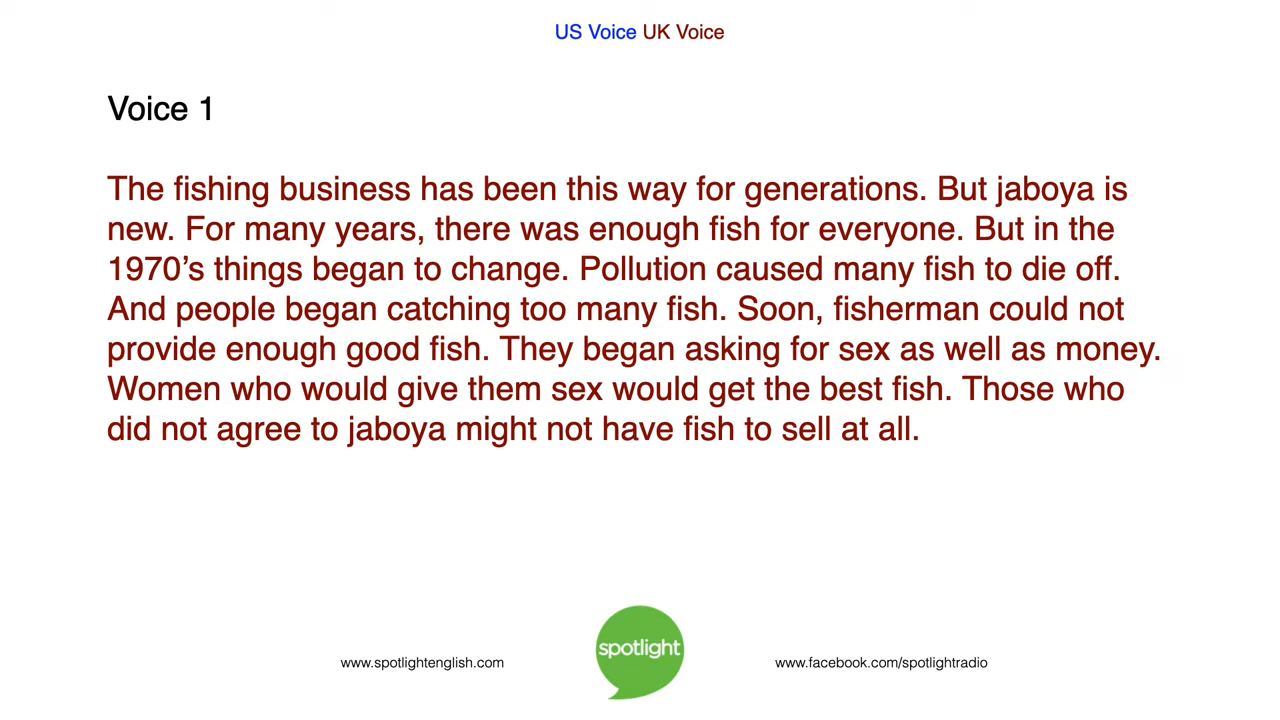 US Voice UK Voice
Voice 1
The fishing business has been this way for generations. But jaboya is
new. For many years, there was enough fish for everyone. But in the
1970’s things began to change. Pollution caused many fish to die off.
And people began catching too many fish. Soon, fisherman could not
provide enough good fish. They began asking for sex as well as money.
Women who would give them sex would get the best fish. Those who
did not agree to jaboya might not have fish to sell at all.
spotlight
www.spotlightenglish.com
www.facebook.com/spotlightradio